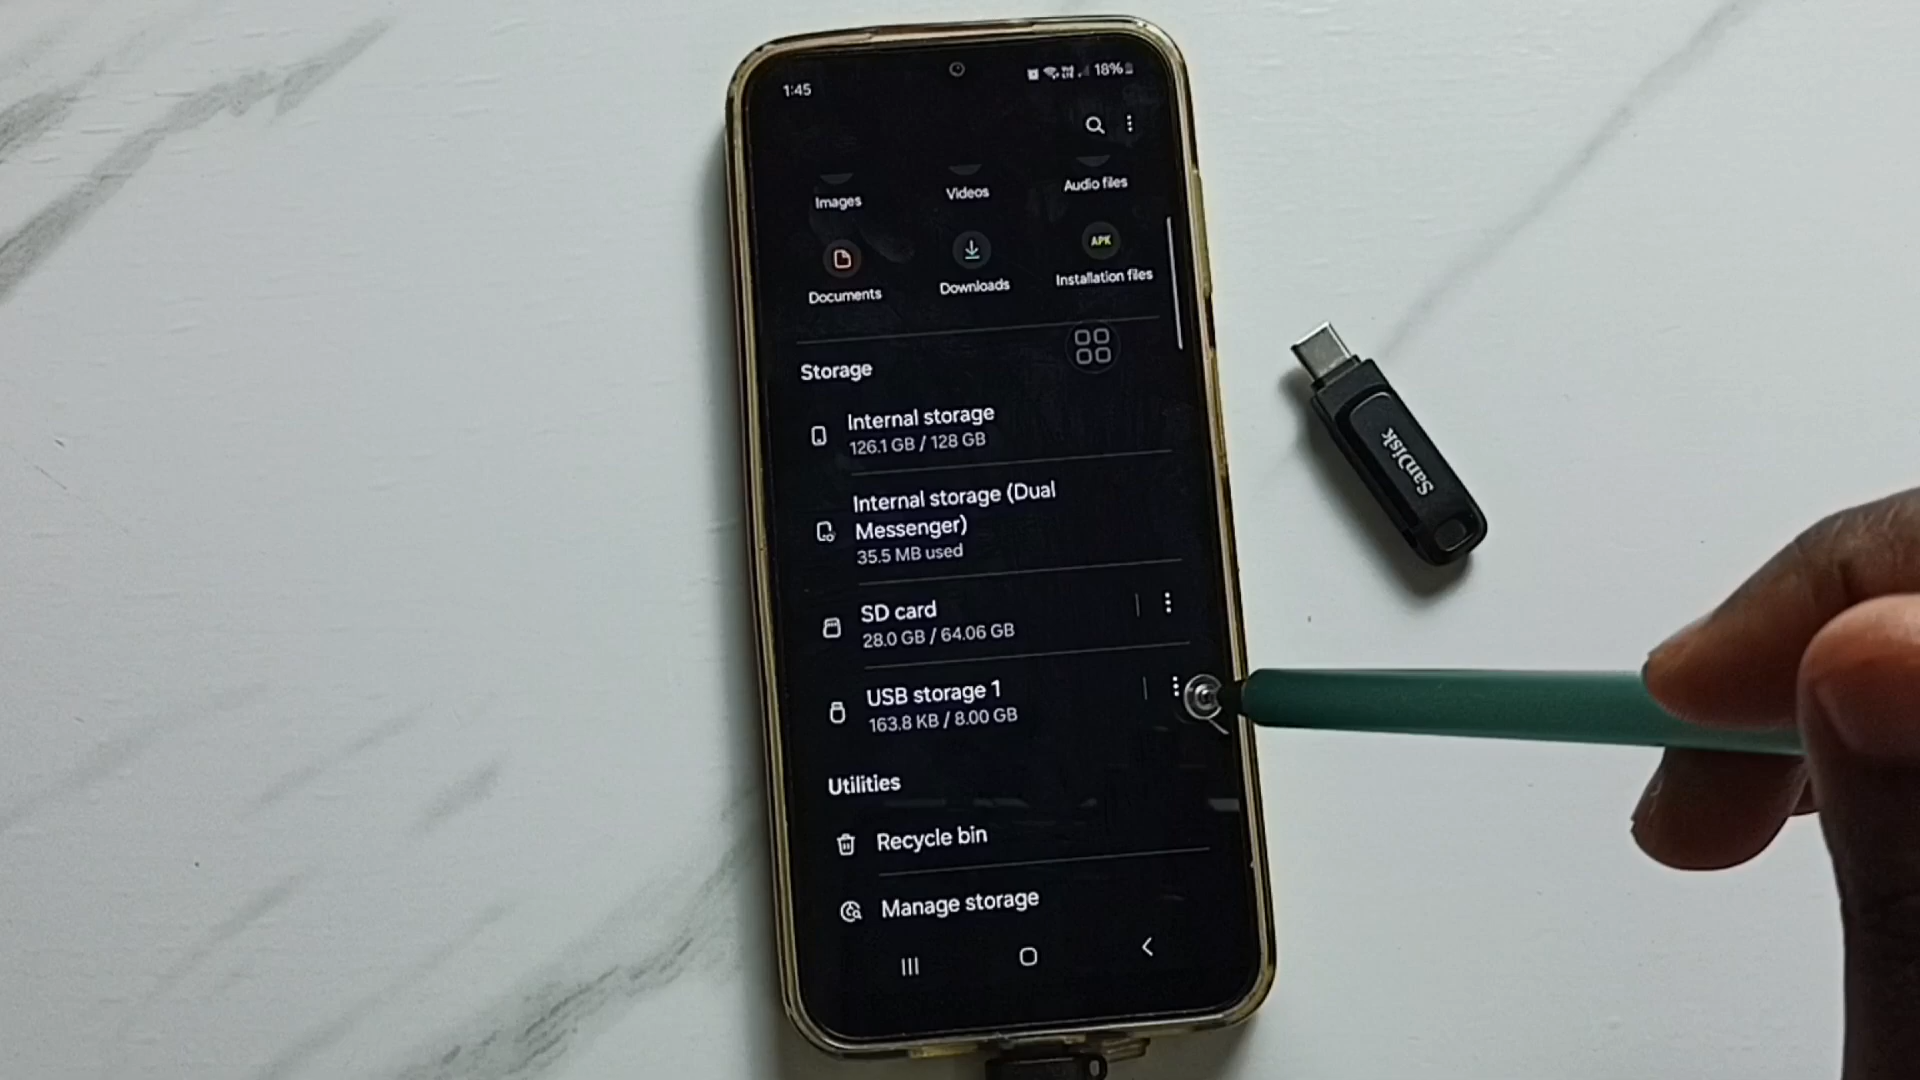 1:45
18%
Images
Videos
Audio files
APK
Documents
Downloads
Installation files
Storage
Internal storage
126.1 GB / 128 GB
Internal storage (Dual
Messenger)
35.5 MB used
SD card
28.0 GB / 64.06 GB
USB storage 1
163.8 KB / 8.00 GB
Utilities
Recycle bin
Manage storage
SanDisk